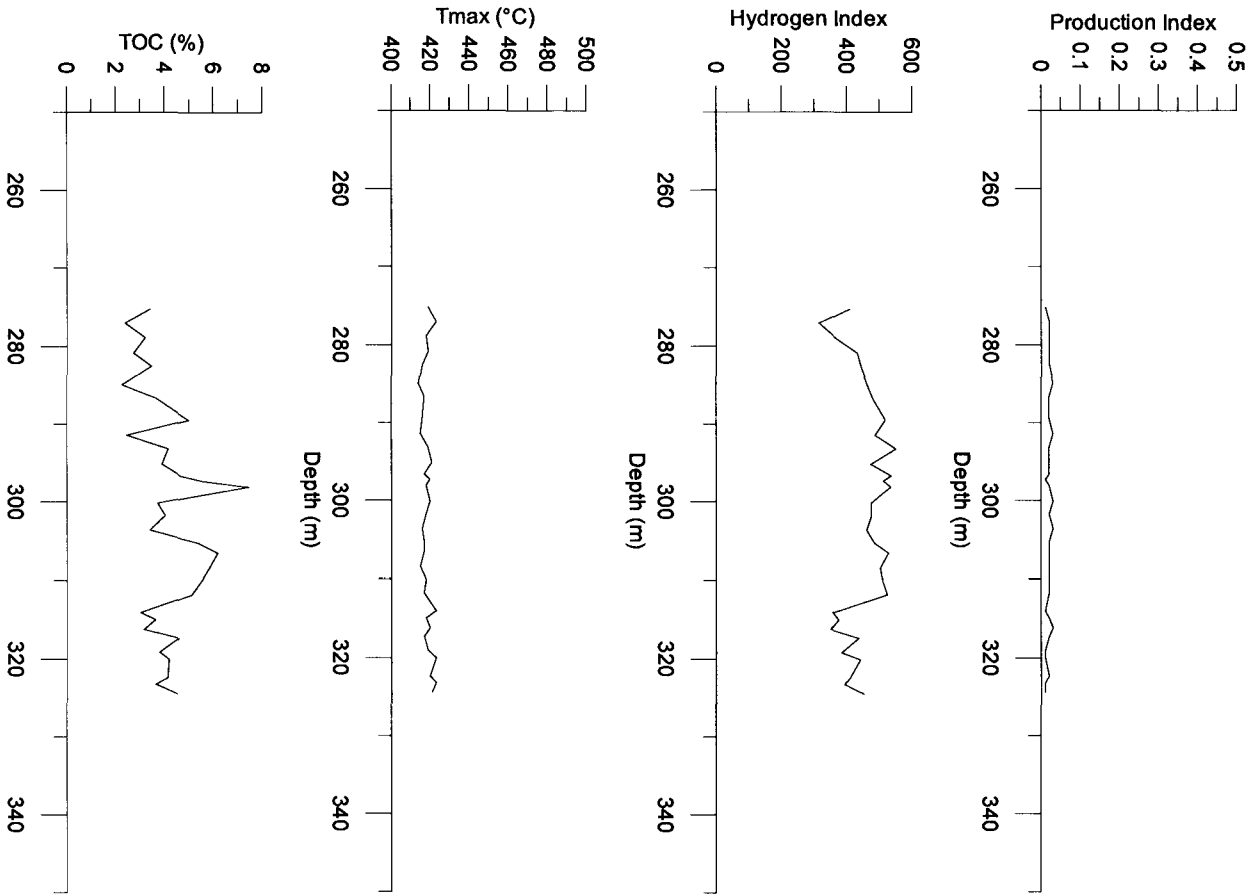 TOC (%)
0 2 4 6 8
260
280
300
320
340
Depth (m)
Tmax (°C)
400 420 440 460 480 500
260
280
300
320
340
Depth (m)
Hydrogen Index
0 200 400 600
260
280
300
320
340
Depth (m)
Production Index
0 0.1 0.2 0.3 0.4 0.5
260
280
300
320
340
Depth (m)